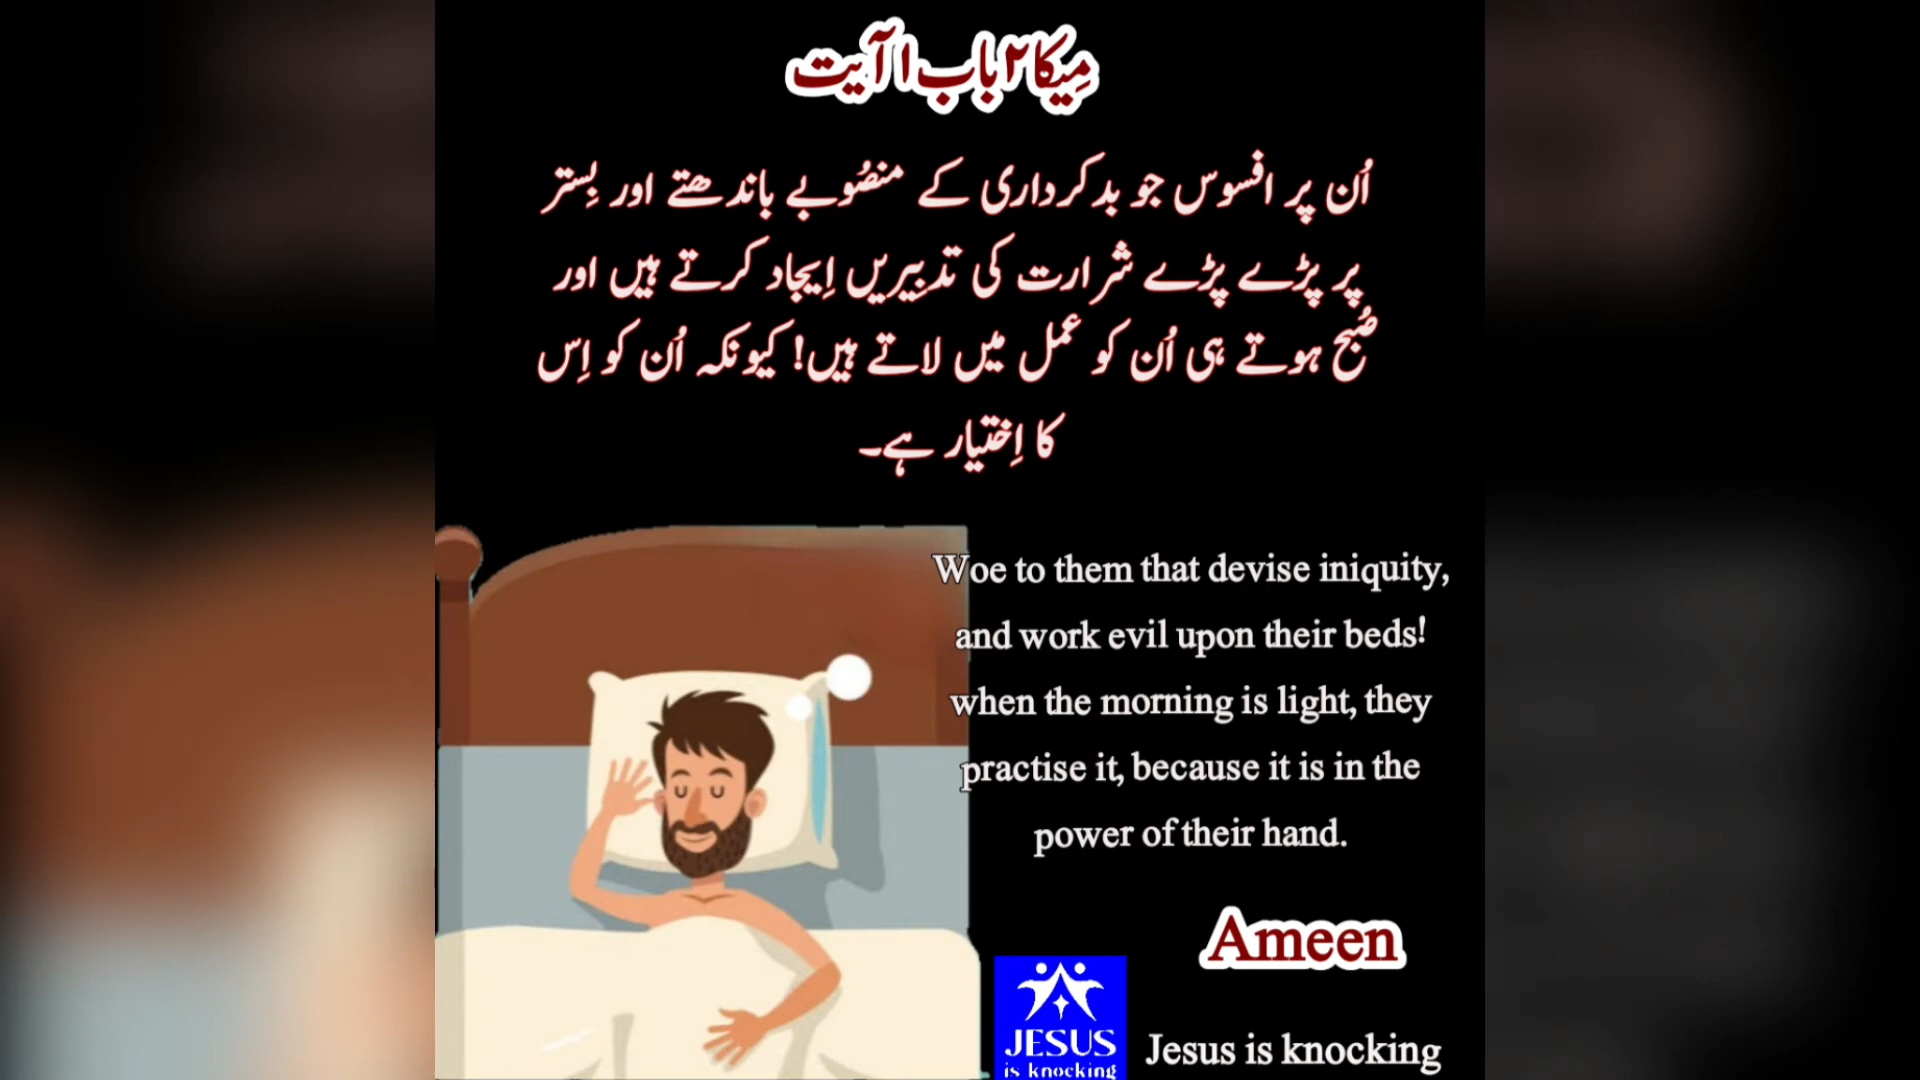 مِیکا ۲ باب ۱ آیت
اُن پر افسوس جو بدکرداری کے منصُوبے باندھتے اور بِستر
پر پڑے پڑے شرارت کی تدبِیریں اِیجاد کرتے ہیں اور
صُبح ہوتے ہی اُن کو عمل میں لاتے ہیں! کیونکہ اُن کو اِس
کا اِختیار ہے۔
Woe to them that devise iniquity,
and work evil upon their beds!
when the morning is light, they
practise it, because it is in the
power of their hand.
Ameen
JESUS
is knocking
Jesus is knocking